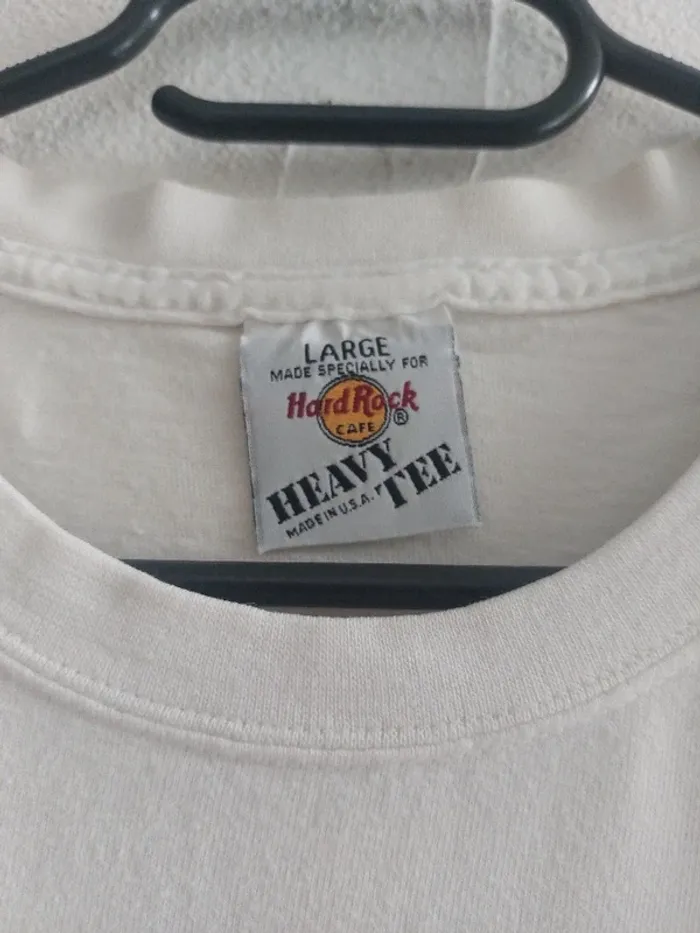 LARGE
MADE SPECIALLY FOR
Hard Rock
CAFE ®
HEAVY
TEE
MADE IN U.S.A.